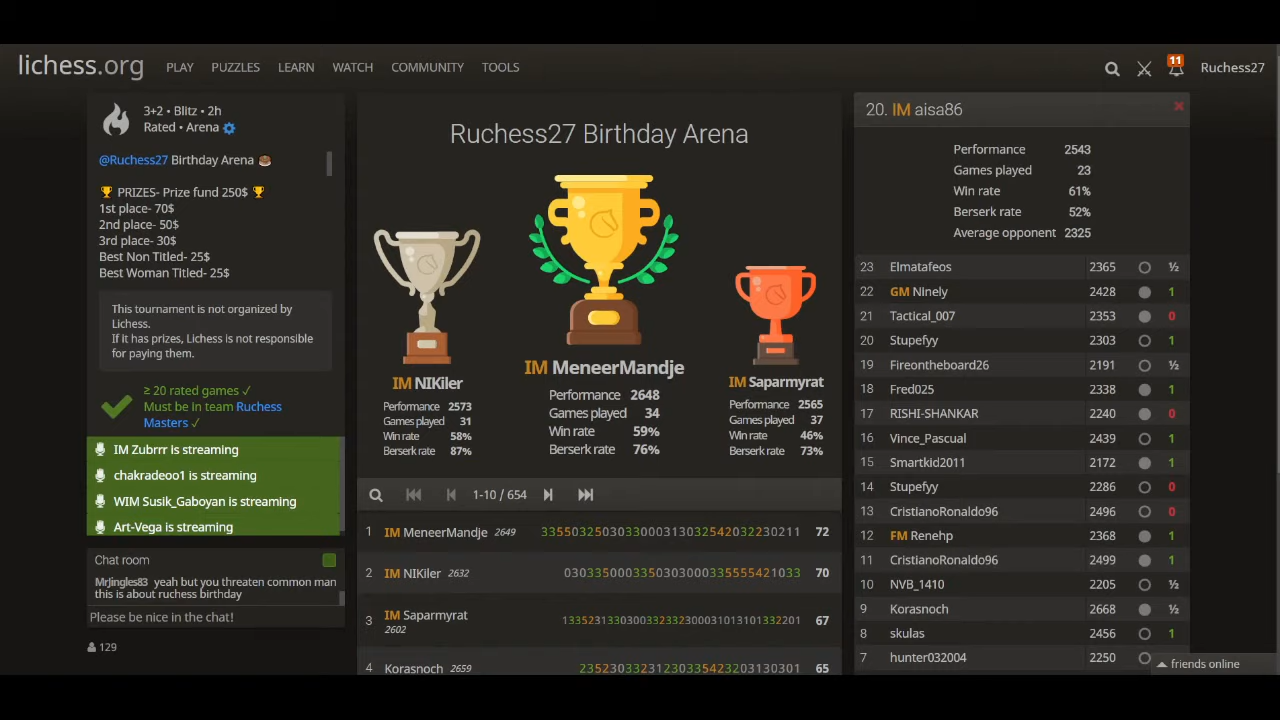 lichess.org PLAY PUZZLES LEARN WATCH COMMUNITY TOOLS 11 Ruchess27
3+2 • Blitz • 2h
Rated • Arena
@Ruchess27 Birthday Arena
PRIZES- Prize fund 250$
1st place- 70$
2nd place- 50$
3rd place- 30$
Best Non Titled- 25$
Best Woman Titled- 25$
This tournament is not organized by
Lichess.
If it has prizes, Lichess is not responsible
for paying them.
≥ 20 rated games ✓
Must be in team Ruchess
Masters ✓
IM Zubrrr is streaming
chakradeoo1 is streaming
WIM Susik_Gaboyan is streaming
Art-Vega is streaming
Chat room
MrJingles83 yeah but you threaten common man
this is about ruchess birthday
Please be nice in the chat!
129
Ruchess27 Birthday Arena
IM NIKiler
Performance 2573
Games played 31
Win rate 58%
Berserk rate 87%
IM MeneerMandje
Performance 2648
Games played 34
Win rate 59%
Berserk rate 76%
IM Saparmyrat
Performance 2565
Games played 37
Win rate 46%
Berserk rate 73%
1-10 / 654
1 IM MeneerMandje 2649 3355032503033000313032542032230211 72
2 IM NIKiler 2632 0303350003350303000335555421033 70
3 IM Saparmyrat
2602 1335231330300332332300031013101332201 67
4 Korasnoch 2659 235230332312303354232031303​01 65
20. IM aisa86
Performance 2543
Games played 23
Win rate 61%
Berserk rate 52%
Average opponent 2325
23 Elmatafeos 2365 ½
22 GM Ninely 2428 1
21 Tactical_007 2353 0
20 Stupefyy 2303 1
19 Fireontheboard26 2191 ½
18 Fred025 2338 1
17 RISHI-SHANKAR 2240 0
16 Vince_Pascual 2439 1
15 Smartkid2011 2172 1
14 Stupefyy 2286 0
13 CristianoRonaldo96 2496 0
12 FM Renehp 2368 1
11 CristianoRonaldo96 2499 1
10 NVB_1410 2205 ½
9 Korasnoch 2668 ½
8 skulas 2456 1
7 hunter032004 2250
friends online